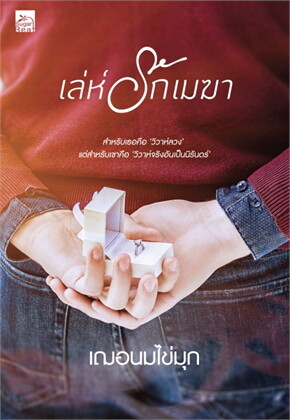 Sugar Beat
เล่ห์รักเมฆา
สำหรับเธอคือ 'วิวาห์ลวง'
แต่สำหรับเขาคือ 'วิวาห์จริงอันเป็นนิรันดร์'
เฌอนมไข่มุก